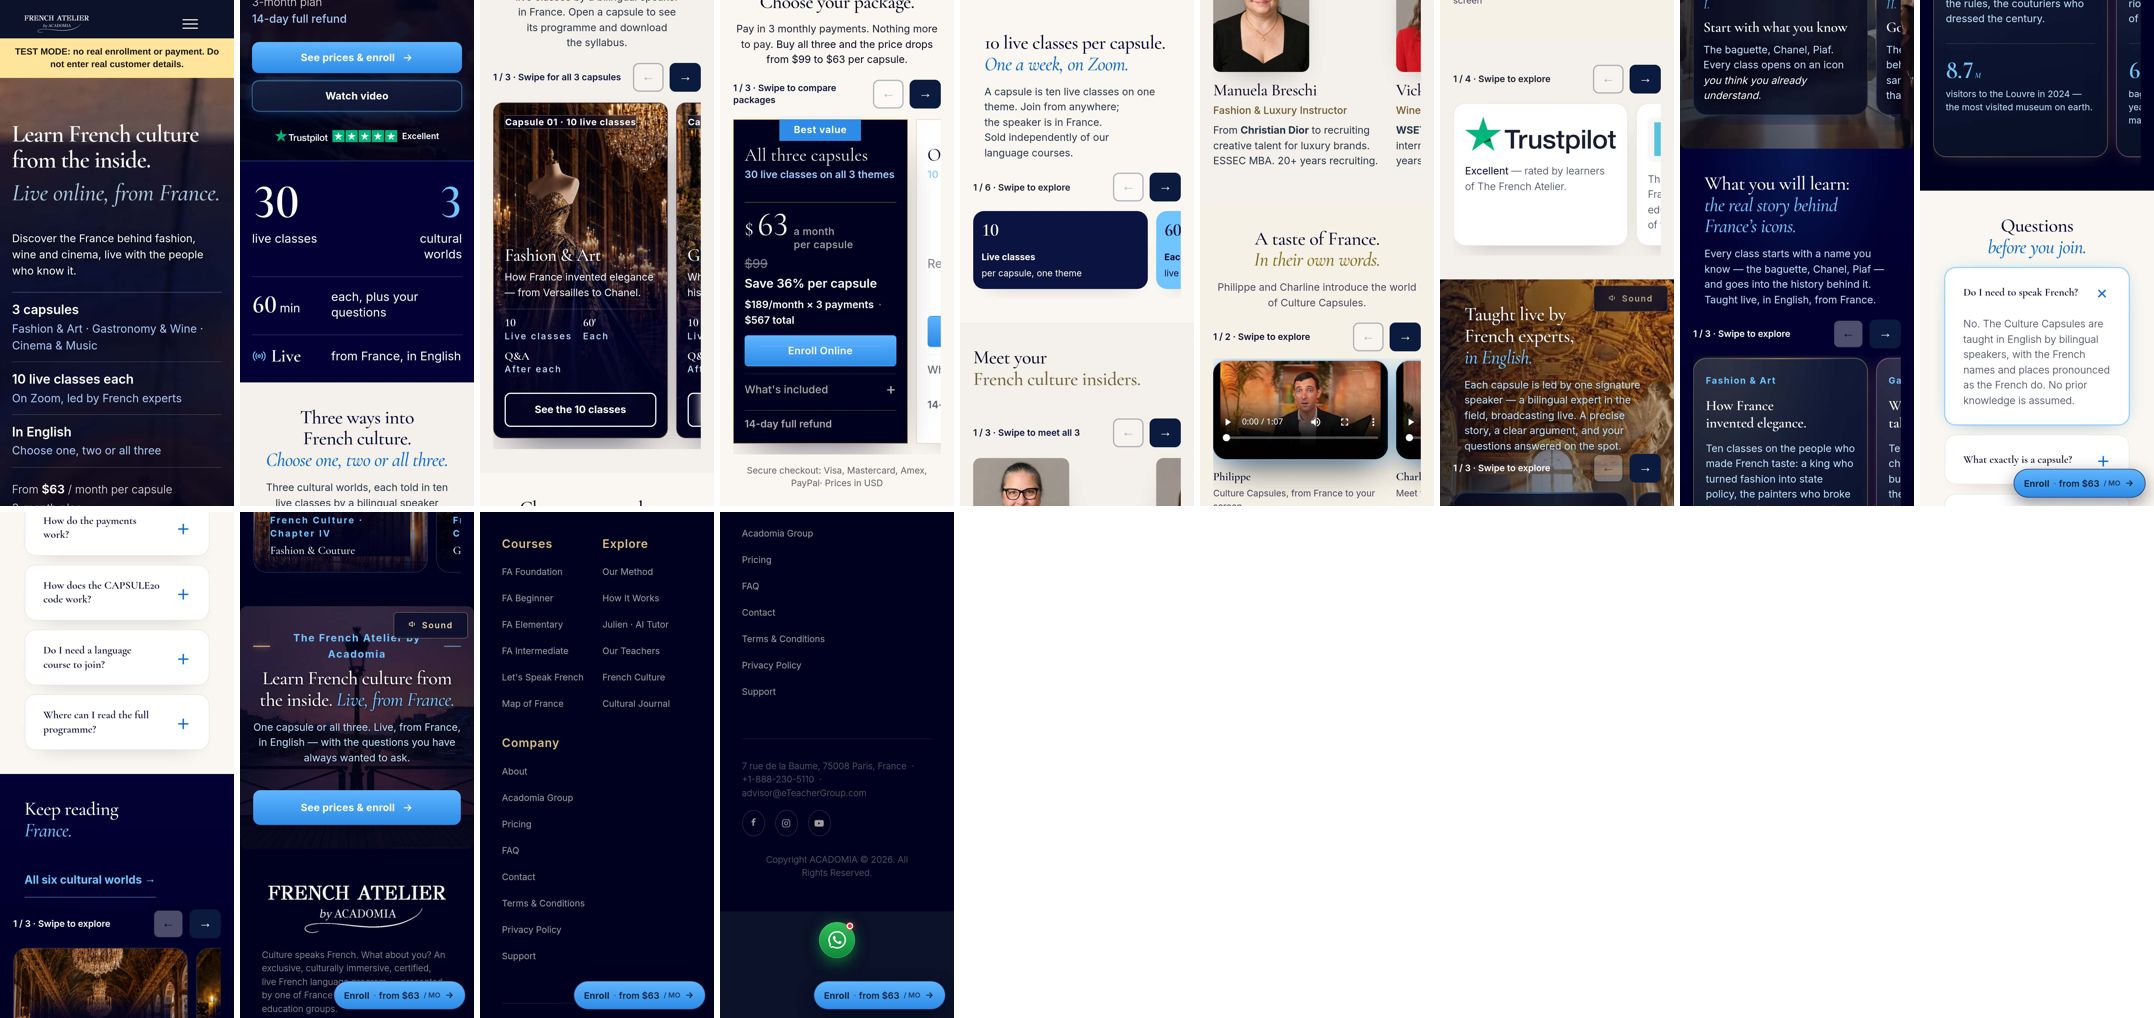 FRENCH ATELIER
by ACADOMIA
TEST MODE: no real enrollment or payment. Do
not enter real customer details.
Learn French culture
from the inside.
Live online, from France.
Discover the France behind fashion,
wine and cinema, live with the people
who know it.
3 capsules
Fashion & Art · Gastronomy & Wine ·
Cinema & Music
10 live classes each
On Zoom, led by French experts
In English
Choose one, two or all three
From $63 / month per capsule
3-month plan
14-day full refund
See prices & enroll →
Watch video
Trustpilot Excellent
30
live classes
3
cultural
worlds
60 min
each, plus your
questions
Live
from France, in English
Three ways into
French culture.
Choose one, two or all three.
Three cultural worlds, each told in ten
live classes by a bilingual speaker
in France. Open a capsule to see
its programme and download
the syllabus.
1 / 3 · Swipe for all 3 capsules
← →
Capsule 01 · 10 live classes
Fashion & Art
How France invented elegance
— from Versailles to Chanel.
10
Live classes
60'
Each
Q&A
After each
See the 10 classes
Choose your package.
Pay in 3 monthly payments. Nothing more
to pay. Buy all three and the price drops
from $99 to $63 per capsule.
1 / 3 · Swipe to compare
packages
← →
Best value
All three capsules
30 live classes on all 3 themes
$ 63 a month
per capsule
$99
Save 36% per capsule
$189/month × 3 payments ·
$567 total
Enroll Online
What's included +
14-day full refund
Secure checkout: Visa, Mastercard, Amex,
PayPal· Prices in USD
10 live classes per capsule.
One a week, on Zoom.
A capsule is ten live classes on one
theme. Join from anywhere;
the speaker is in France.
Sold independently of our
language courses.
1 / 6 · Swipe to explore
← →
10
Live classes
per capsule, one theme
60
Eac
live
Meet your
French culture insiders.
1 / 3 · Swipe to meet all 3
← →
Manuela Breschi
Fashion & Luxury Instructor
From Christian Dior to recruiting
creative talent for luxury brands.
ESSEC MBA. 20+ years recruiting.
Vick
Wine
WSET
intern
years
A taste of France.
In their own words.
Philippe and Charline introduce the world
of Culture Capsules.
1 / 2 · Swipe to explore
← →
0:00 / 1:07
Philippe
Culture Capsules, from France to your
screen
Charl
Meet
1 / 4 · Swipe to explore
← →
Trustpilot
Excellent — rated by learners
of The French Atelier.
Sound
Taught live by
French experts,
in English.
Each capsule is led by one signature
speaker — a bilingual expert in the
field, broadcasting live. A precise
story, a clear argument, and your
questions answered on the spot.
1 / 3 · Swipe to explore
← →
I.
Start with what you know
The baguette, Chanel, Piaf.
Every class opens on an icon
you think you already
understand.
What you will learn:
the real story behind
France's icons.
Every class starts with a name you
know — the baguette, Chanel, Piaf —
and goes into the history behind it.
Taught live, in English, from France.
1 / 3 · Swipe to explore
← →
Fashion & Art
How France
invented elegance.
Ten classes on the people who
made French taste: a king who
turned fashion into state
policy, the painters who broke
the rules, the couturiers who
dressed the century.
8.7 M
visitors to the Louvre in 2024 —
the most visited museum on earth.
Questions
before you join.
Do I need to speak French? ×
No. The Culture Capsules are
taught in English by bilingual
speakers, with the French
names and places pronounced
as the French do. No prior
knowledge is assumed.
What exactly is a capsule? +
Enroll · from $63 / MO →
How do the payments
work? +
How does the CAPSULE20
code work? +
Do I need a language
course to join? +
Where can I read the full
programme? +
Keep reading
France.
All six cultural worlds →
1 / 3 · Swipe to explore
← →
French Culture ·
Chapter IV
Fashion & Couture
Sound
The French Atelier by
Acadomia
Learn French culture from
the inside. Live, from France.
One capsule or all three. Live, from France,
in English — with the questions you have
always wanted to ask.
See prices & enroll →
FRENCH ATELIER
by ACADOMIA
Culture speaks French. What about you? An
exclusive, culturally immersive, certified,
live French language
by one of France
education groups.
Enroll · from $63 / MO →
Courses
FA Foundation
FA Beginner
FA Elementary
FA Intermediate
Let's Speak French
Map of France
Explore
Our Method
How It Works
Julien · AI Tutor
Our Teachers
French Culture
Cultural Journal
Company
About
Acadomia Group
Pricing
FAQ
Contact
Terms & Conditions
Privacy Policy
Support
Enroll · from $63 / MO →
Acadomia Group
Pricing
FAQ
Contact
Terms & Conditions
Privacy Policy
Support
7 rue de la Baume, 75008 Paris, France ·
+1-888-230-5110 ·
advisor@eTeacherGroup.com
Copyright ACADOMIA © 2026. All
Rights Reserved.
Enroll · from $63 / MO →